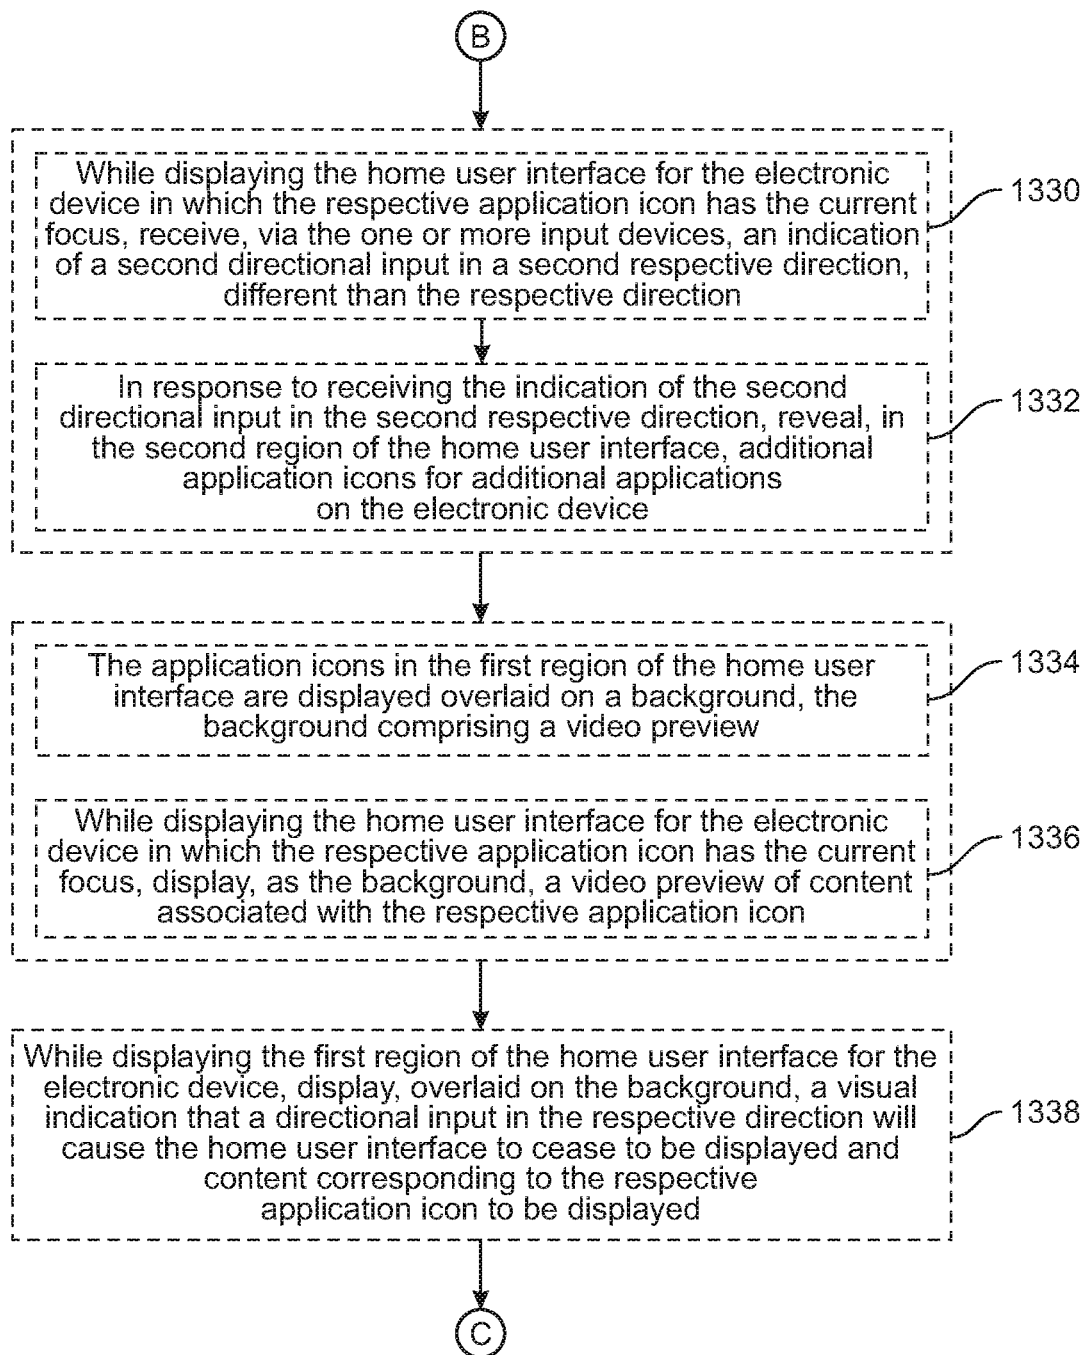 B
While displaying the home user interface for the electronic
device in which the respective application icon has the current
focus, receive, via the one or more input devices, an indication
of a second directional input in a second respective direction,
different than the respective direction
1330
In response to receiving the indication of the second
directional input in the second respective direction, reveal, in
the second region of the home user interface, additional
application icons for additional applications
on the electronic device
1332
The application icons in the first region of the home user
interface are displayed overlaid on a background, the
background comprising a video preview
1334
While displaying the home user interface for the electronic
device in which the respective application icon has the current
focus, display, as the background, a video preview of content
associated with the respective application icon
1336
While displaying the first region of the home user interface for the
electronic device, display, overlaid on the background, a visual
indication that a directional input in the respective direction will
cause the home user interface to cease to be displayed and
content corresponding to the respective
application icon to be displayed
1338
C